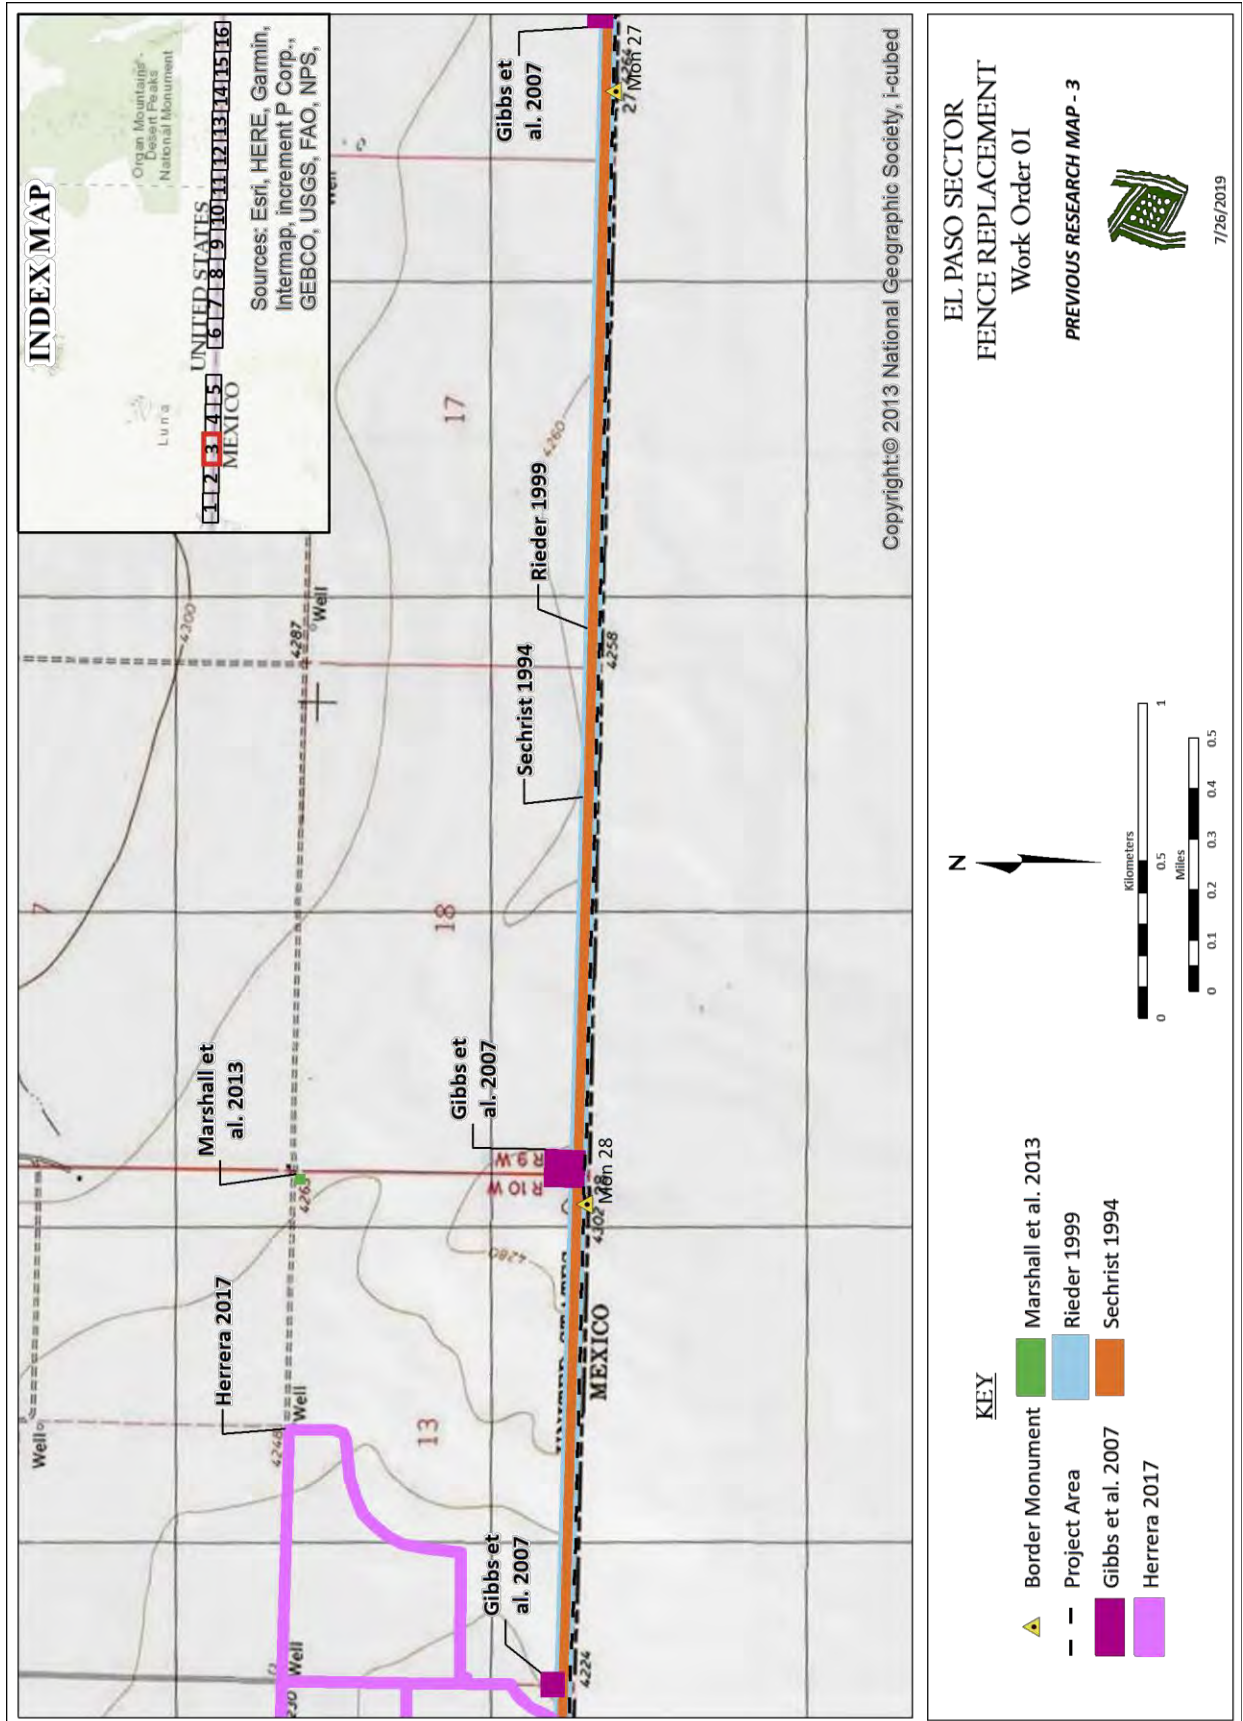 INDEX MAP
Organ Mountains-
Desert Peaks
National Monument
Luna
UNITED STATES
1 2 3 4 5 6 7 8 9 10 11 12 13 14 15 16
MEXICO
Sources: Esri, HERE, Garmin,
Intermap, increment P Corp.,
GEBCO, USGS, FAO, NPS,
Well
7
4300
4287
Well
Well
Marshall et
al. 2013
4263
Herrera 2017
4248
Well
Well
230
17
18
13
4260
4280
R 10 W
R 9 W
Gibbs et
al. 2007
Gibbs et
al. 2007
Gibbs et
al. 2007
Sechrist 1994
Rieder 1999
4224
4302
28
Mon 28
4258
27
4264
Mon 27
MEXICO
Copyright:© 2013 National Geographic Society, i-cubed
KEY
Border Monument
Project Area
Gibbs et al. 2007
Herrera 2017
Marshall et al. 2013
Rieder 1999
Sechrist 1994
N
Kilometers
0 0.5 1
Miles
0 0.1 0.2 0.3 0.4 0.5
EL PASO SECTOR
FENCE REPLACEMENT
Work Order 01
PREVIOUS RESEARCH MAP - 3
7/26/2019